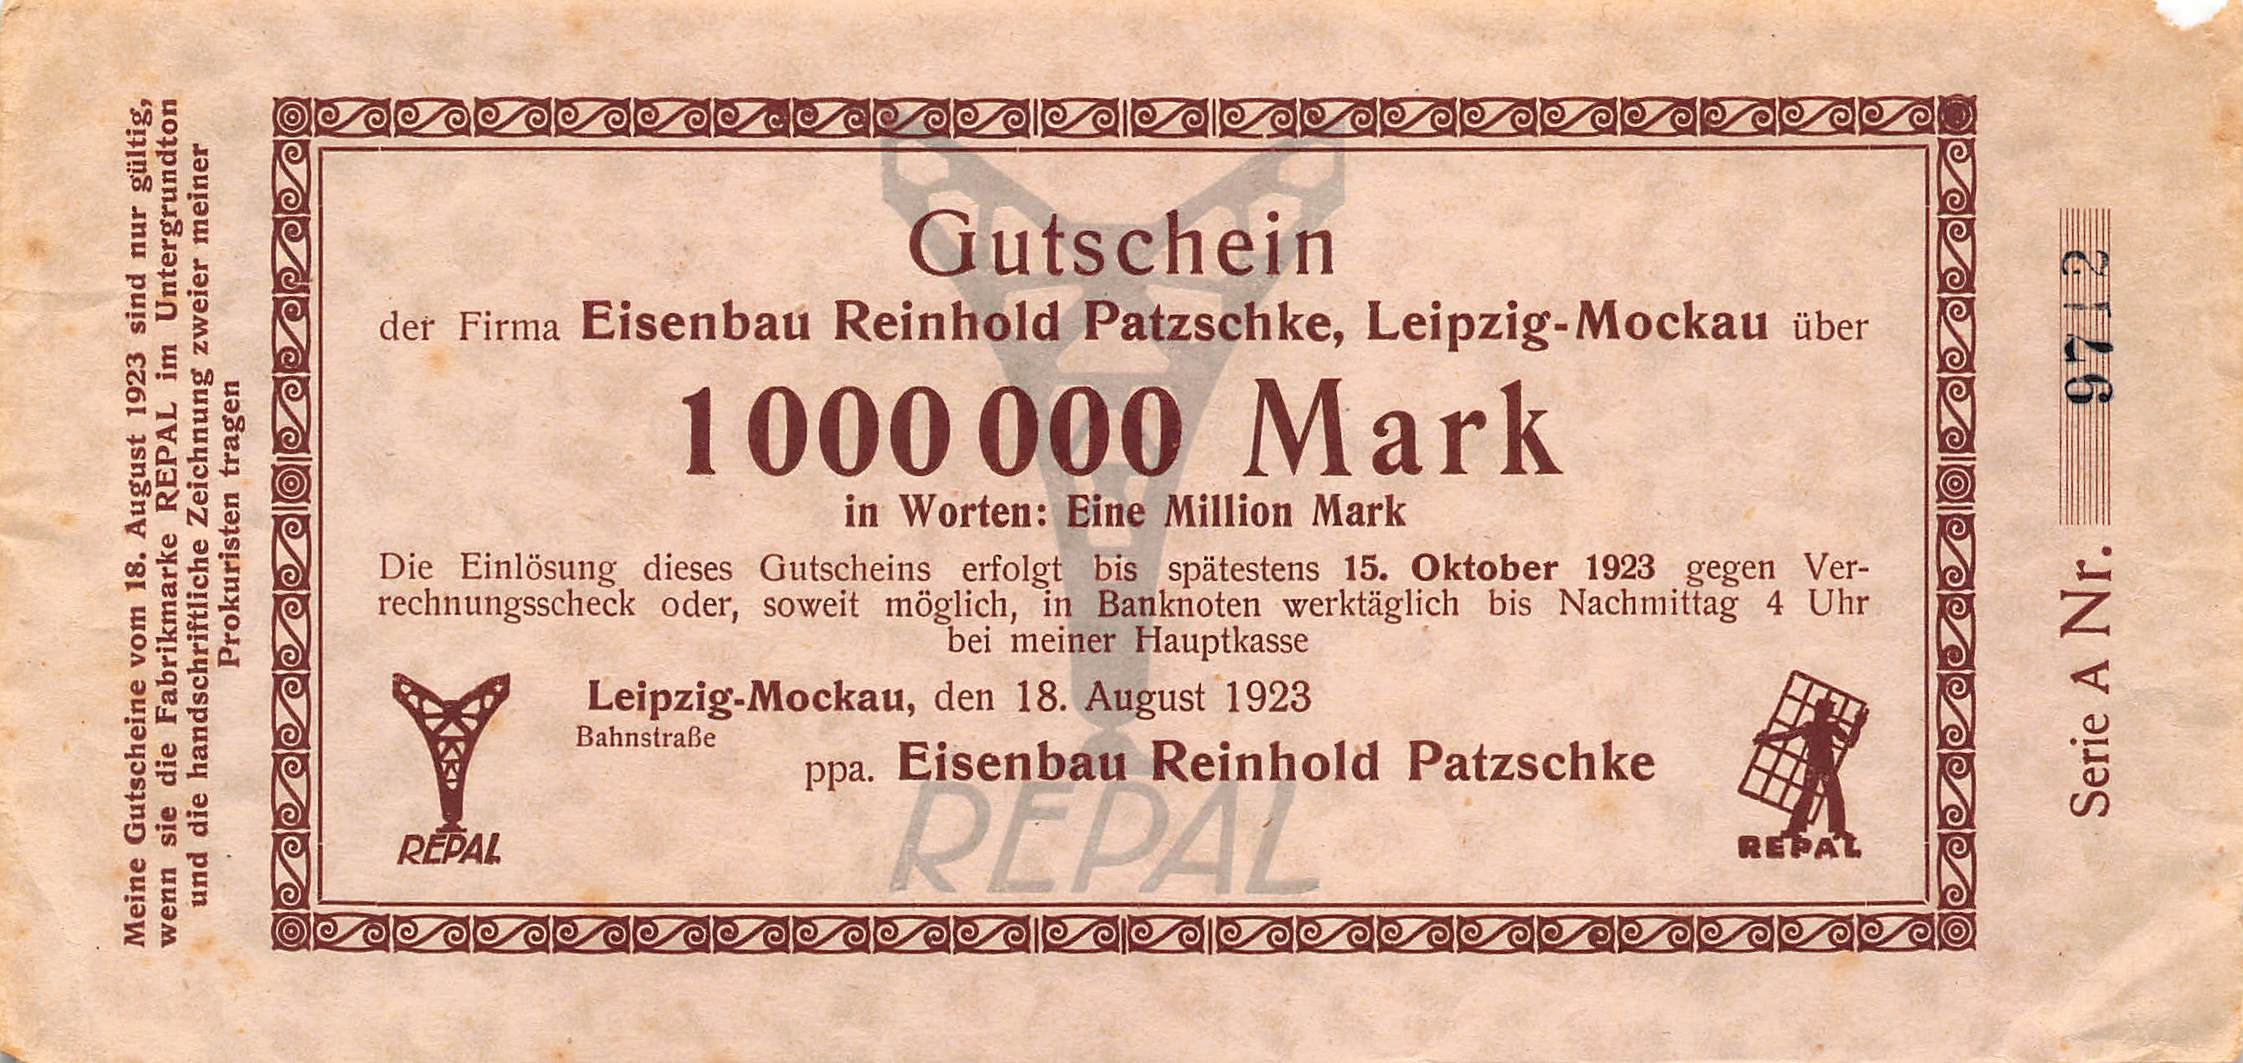 Meine Gutscheine vom 18. August 1923 sind nur gültig,
wenn sie die Fabrikmarke REPAL im Untergrundton
und die handschriftliche Zeichnung zweier meiner
Prokuristen tragen
Gutschein
der Firma Eisenbau Reinhold Patzschke, Leipzig-Mockau über
1 000 000 Mark
in Worten: Eine Million Mark
Die Einlösung dieses Gutscheins erfolgt bis spätestens 15. Oktober 1923 gegen Ver-
rechnungsscheck oder, soweit möglich, in Banknoten werktäglich bis Nachmittag 4 Uhr
bei meiner Hauptkasse
Leipzig-Mockau, den 18. August 1923
Bahnstraße
ppa. Eisenbau Reinhold Patzschke
REPAL
REPAL
REPAL
Serie A Nr. 9712